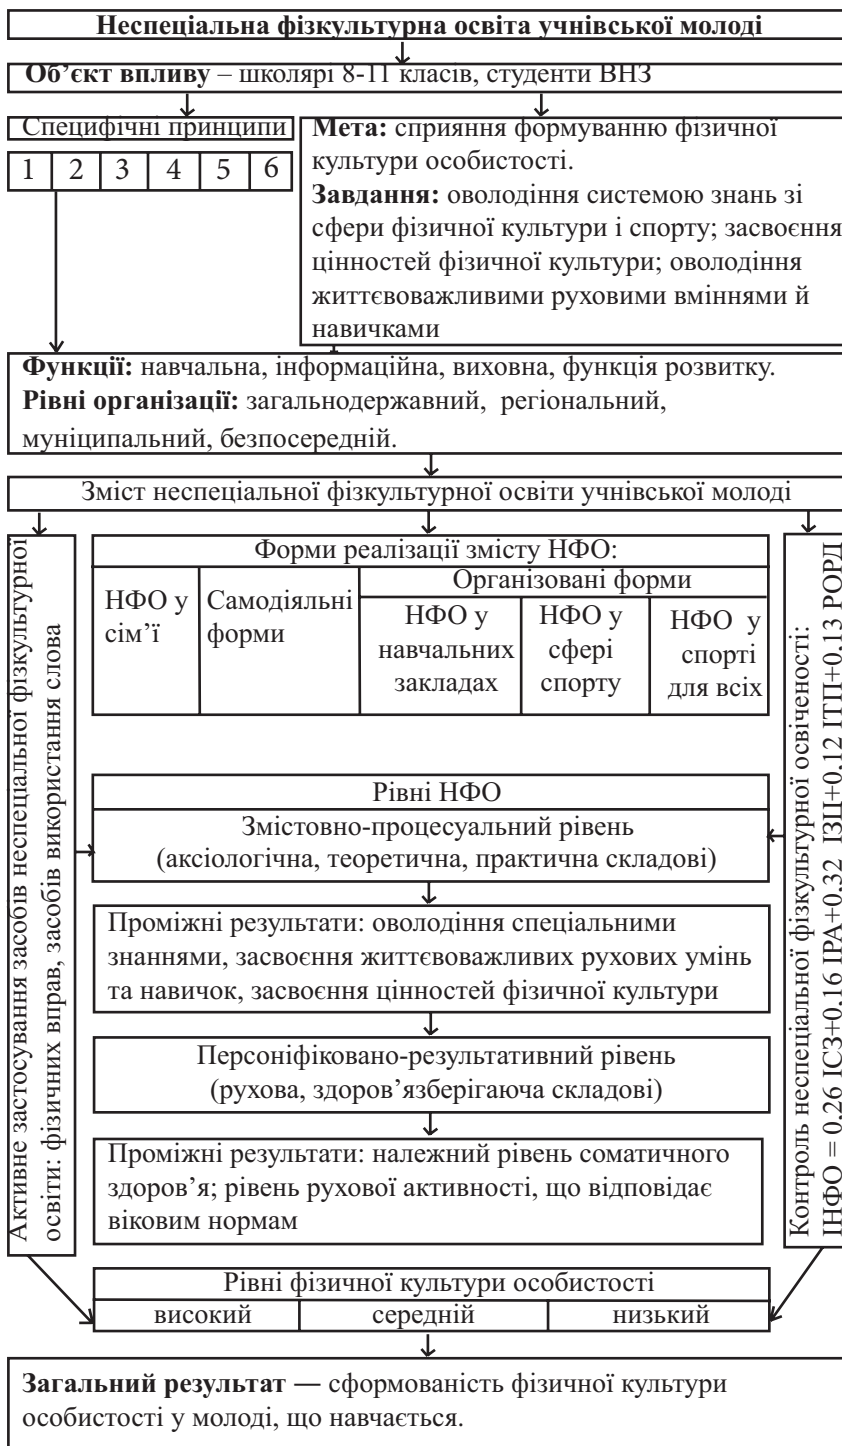 Неспеціальна фізкультурна освіта учнівської молоді
Об’єкт впливу – школярі 8-11 класів, студенти ВНЗ
Специфічні принципи
1 2 3 4 5 6
Мета: сприяння формуванню фізичної
культури особистості.
Завдання: оволодіння системою знань зі
сфери фізичної культури і спорту; засвоєння
цінностей фізичної культури; оволодіння
життєвоважливими руховими вміннями й
навичками
Функції: навчальна, інформаційна, виховна, функція розвитку.
Рівні організації: загальнодержавний, регіональний,
муніципальний, безпосередній.
Зміст неспеціальної фізкультурної освіти учнівської молоді
Активне застосування засобів неспеціальної фізкультурної
освіти: фізичних вправ, засобів використання слова
Форми реалізації змісту НФО:
НФО у
сім’ї
Самодіяльні
форми
Організовані форми
НФО у
навчальних
закладах
НФО у
сфері
спорту
НФО у
спорті
для всіх
Рівні НФО
Змістовно-процесуальний рівень
(аксіологічна, теоретична, практична складові)
Проміжні результати: оволодіння спеціальними
знаннями, засвоєння життєвоважливих рухових умінь
та навичок, засвоєння цінностей фізичної культури
Персоніфіковано-результативний рівень
(рухова, здоров’язберігаюча складові)
Проміжні результати: належний рівень соматичного
здоров’я; рівень рухової активності, що відповідає
віковим нормам
Контроль неспеціальної фізкультурної освіченості:
ІНФО = 0.26 ІСЗ+0.16 ІРА+0.32 ІЗЦ+0.12 ІТП+0.13 РОРД
Рівні фізичної культури особистості
високий
середній
низький
Загальний результат — сформованість фізичної культури
особистості у молоді, що навчається.